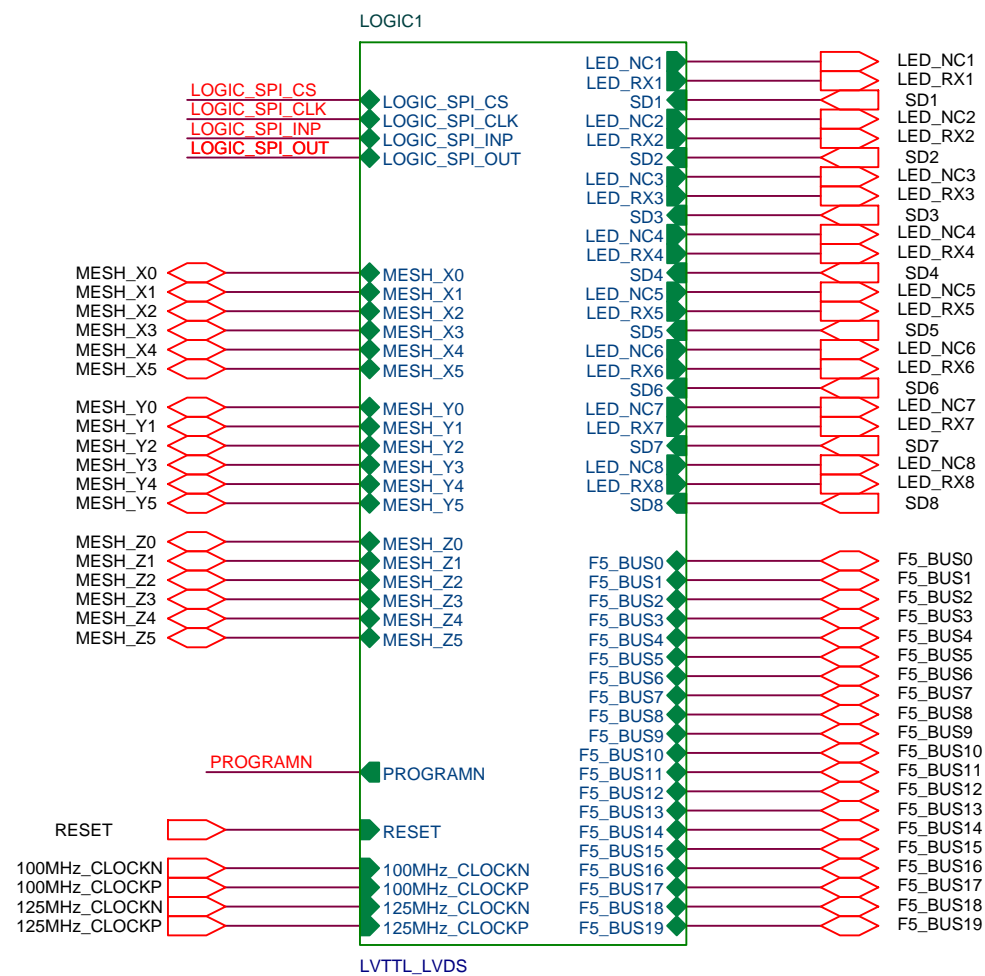 LOGIC1
LED_NC1 LED_NC1
LED_RX1 LED_RX1
LOGIC_SPI_CS LOGIC_SPI_CS SD1 SD1
LOGIC_SPI_CLK LOGIC_SPI_CLK LED_NC2 LED_NC2
LOGIC_SPI_INP LOGIC_SPI_INP LED_RX2 LED_RX2
LOGIC_SPI_OUT LOGIC_SPI_OUT SD2 SD2
LED_NC3 LED_NC3
LED_RX3 LED_RX3
SD3 SD3
LED_NC4 LED_NC4
LED_RX4 LED_RX4
MESH_X0 MESH_X0 SD4 SD4
MESH_X1 MESH_X1 LED_NC5 LED_NC5
MESH_X2 MESH_X2 LED_RX5 LED_RX5
MESH_X3 MESH_X3 SD5 SD5
MESH_X4 MESH_X4 LED_NC6 LED_NC6
MESH_X5 MESH_X5 LED_RX6 LED_RX6
SD6 SD6
MESH_Y0 MESH_Y0 LED_NC7 LED_NC7
MESH_Y1 MESH_Y1 LED_RX7 LED_RX7
MESH_Y2 MESH_Y2 SD7 SD7
MESH_Y3 MESH_Y3 LED_NC8 LED_NC8
MESH_Y4 MESH_Y4 LED_RX8 LED_RX8
MESH_Y5 MESH_Y5 SD8 SD8
MESH_Z0 MESH_Z0
MESH_Z1 MESH_Z1 F5_BUS0 F5_BUS0
MESH_Z2 MESH_Z2 F5_BUS1 F5_BUS1
MESH_Z3 MESH_Z3 F5_BUS2 F5_BUS2
MESH_Z4 MESH_Z4 F5_BUS3 F5_BUS3
MESH_Z5 MESH_Z5 F5_BUS4 F5_BUS4
F5_BUS5 F5_BUS5
F5_BUS6 F5_BUS6
F5_BUS7 F5_BUS7
F5_BUS8 F5_BUS8
F5_BUS9 F5_BUS9
F5_BUS10 F5_BUS10
PROGRAMN PROGRAMN F5_BUS11 F5_BUS11
F5_BUS12 F5_BUS12
F5_BUS13 F5_BUS13
RESET RESET F5_BUS14 F5_BUS14
F5_BUS15 F5_BUS15
100MHz_CLOCKN 100MHz_CLOCKN F5_BUS16 F5_BUS16
100MHz_CLOCKP 100MHz_CLOCKP F5_BUS17 F5_BUS17
125MHz_CLOCKN 125MHz_CLOCKN F5_BUS18 F5_BUS18
125MHz_CLOCKP 125MHz_CLOCKP F5_BUS19 F5_BUS19
LVTTL_LVDS